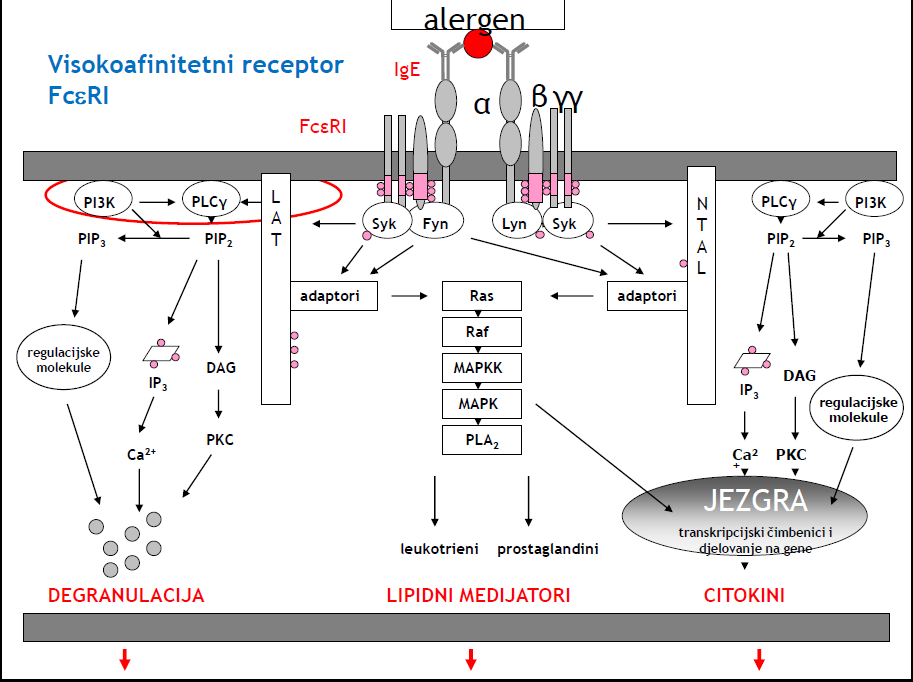 alergen
Visokoafinitetni receptor
FcεRI
IgE
α
β γγ
FcεRI
PI3K
PLCγ
L
A
T
Syk
Fyn
Lyn
Syk
N
T
A
L
PLCγ
PI3K
PIP3
PIP2
PIP2
PIP3
adaptori
Ras
adaptori
Raf
regulacijske
molekule
IP3
DAG
MAPKK
IP3
DAG
MAPK
regulacijske
molekule
PKC
PLA2
Ca2+
Ca2
+
PKC
JEZGRA
transkripcijski čimbenici i
djelovanje na gene
leukotrieni
prostaglandini
DEGRANULACIJA
LIPIDNI MEDIJATORI
CITOKINI